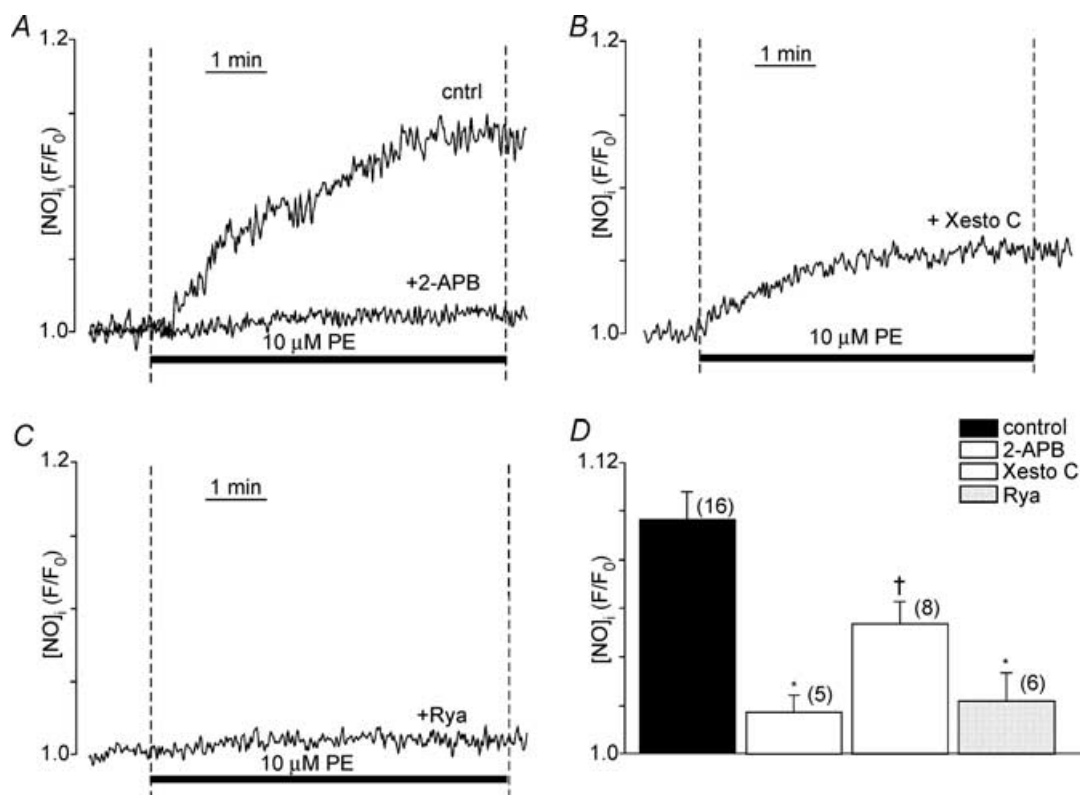 A
1.2
1 min
cntrl
[NO]i (F/F0)
+2-APB
1.0
10 μM PE
B
1.2
1 min
[NO]i (F/F0)
+ Xesto C
1.0
10 μM PE
C
1.2
1 min
[NO]i (F/F0)
+Rya
1.0
10 μM PE
D
control
2-APB
Xesto C
Rya
1.12
(16)
[NO]i (F/F0)
†
(8)
*
(5)
*
(6)
1.0